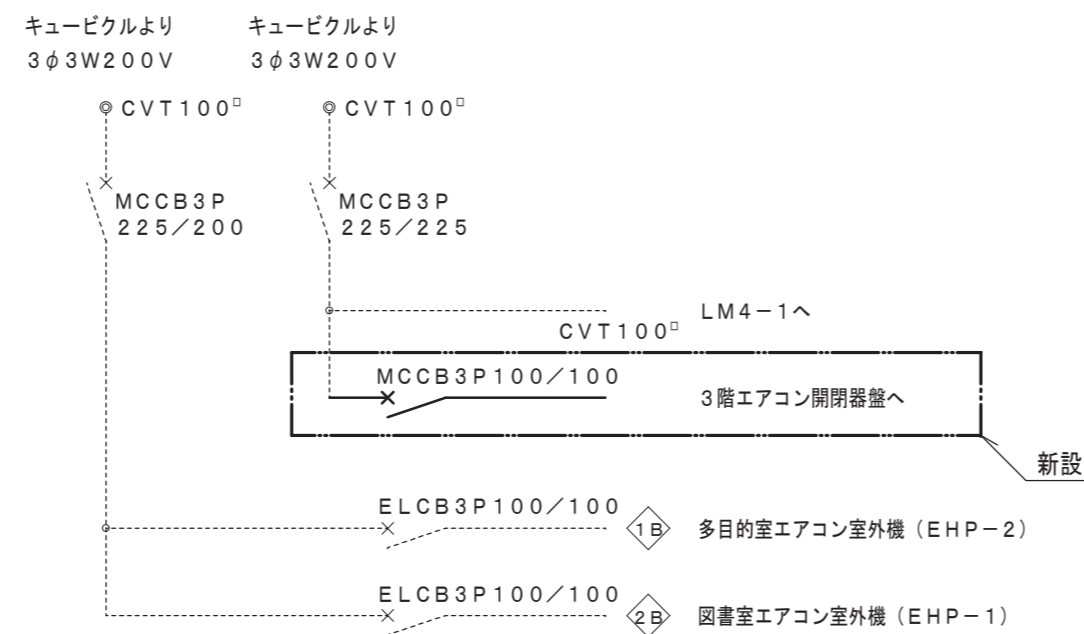 キュービクルより
3φ3W200V
キュービクルより
3φ3W200V
CVT100□
CVT100□
MCCB3P
225/200
MCCB3P
225/225
LM4-1へ
CVT100□
MCCB3P100/100
3階エアコン開閉器盤へ
新設
ELCB3P100/100
1B
多目的室エアコン室外機(EHP-2)
ELCB3P100/100
2B
図書室エアコン室外機(EHP-1)